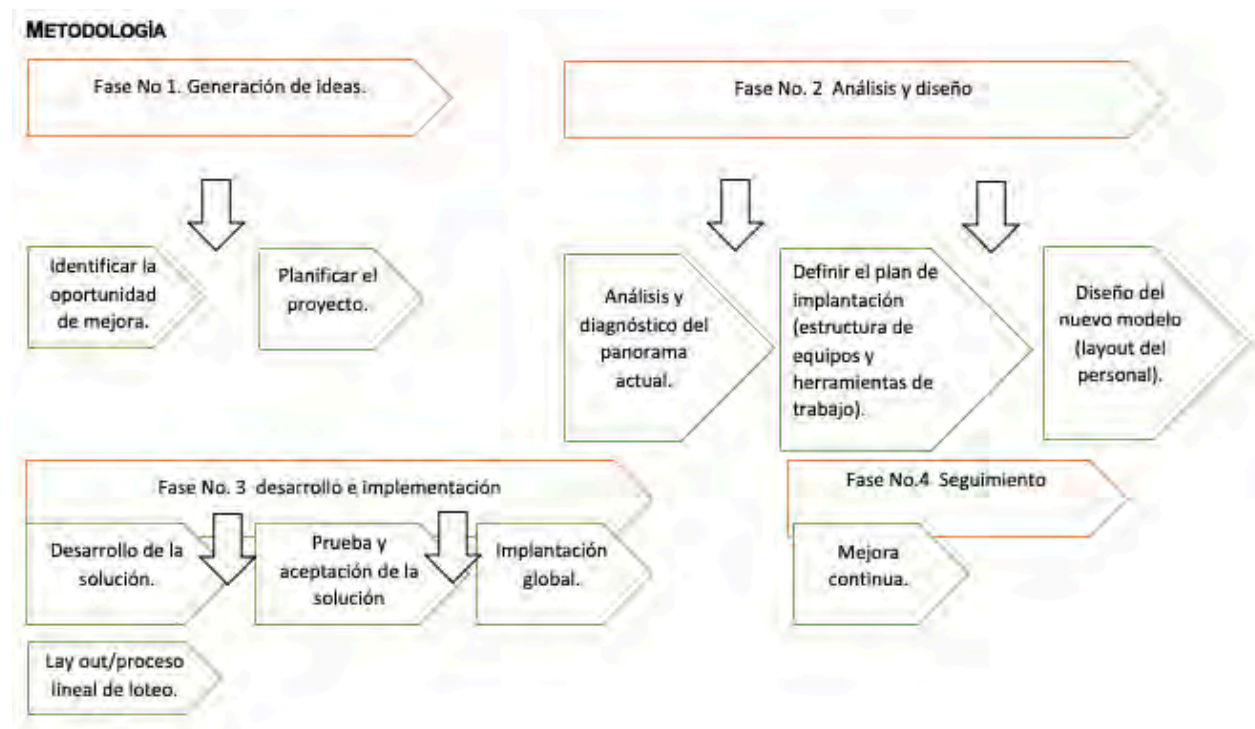 METODOLOGÍA
Fase No 1. Generación de ideas.
Fase No. 2 Análisis y diseño
Identificar la
oportunidad
de mejora.
Planificar el
proyecto.
Análisis y
diagnóstico del
panorama
actual.
Definir el plan de
implantación
(estructura de
equipos y
herramientas de
trabajo).
Diseño del
nuevo modelo
(layout del
personal).
Fase No. 3 desarrollo e implementación
Desarrollo de la
solución.
Prueba y
aceptación de la
solución
Implantación
global.
Lay out/proceso
lineal de loteo.
Fase No.4 Seguimiento
Mejora
continua.